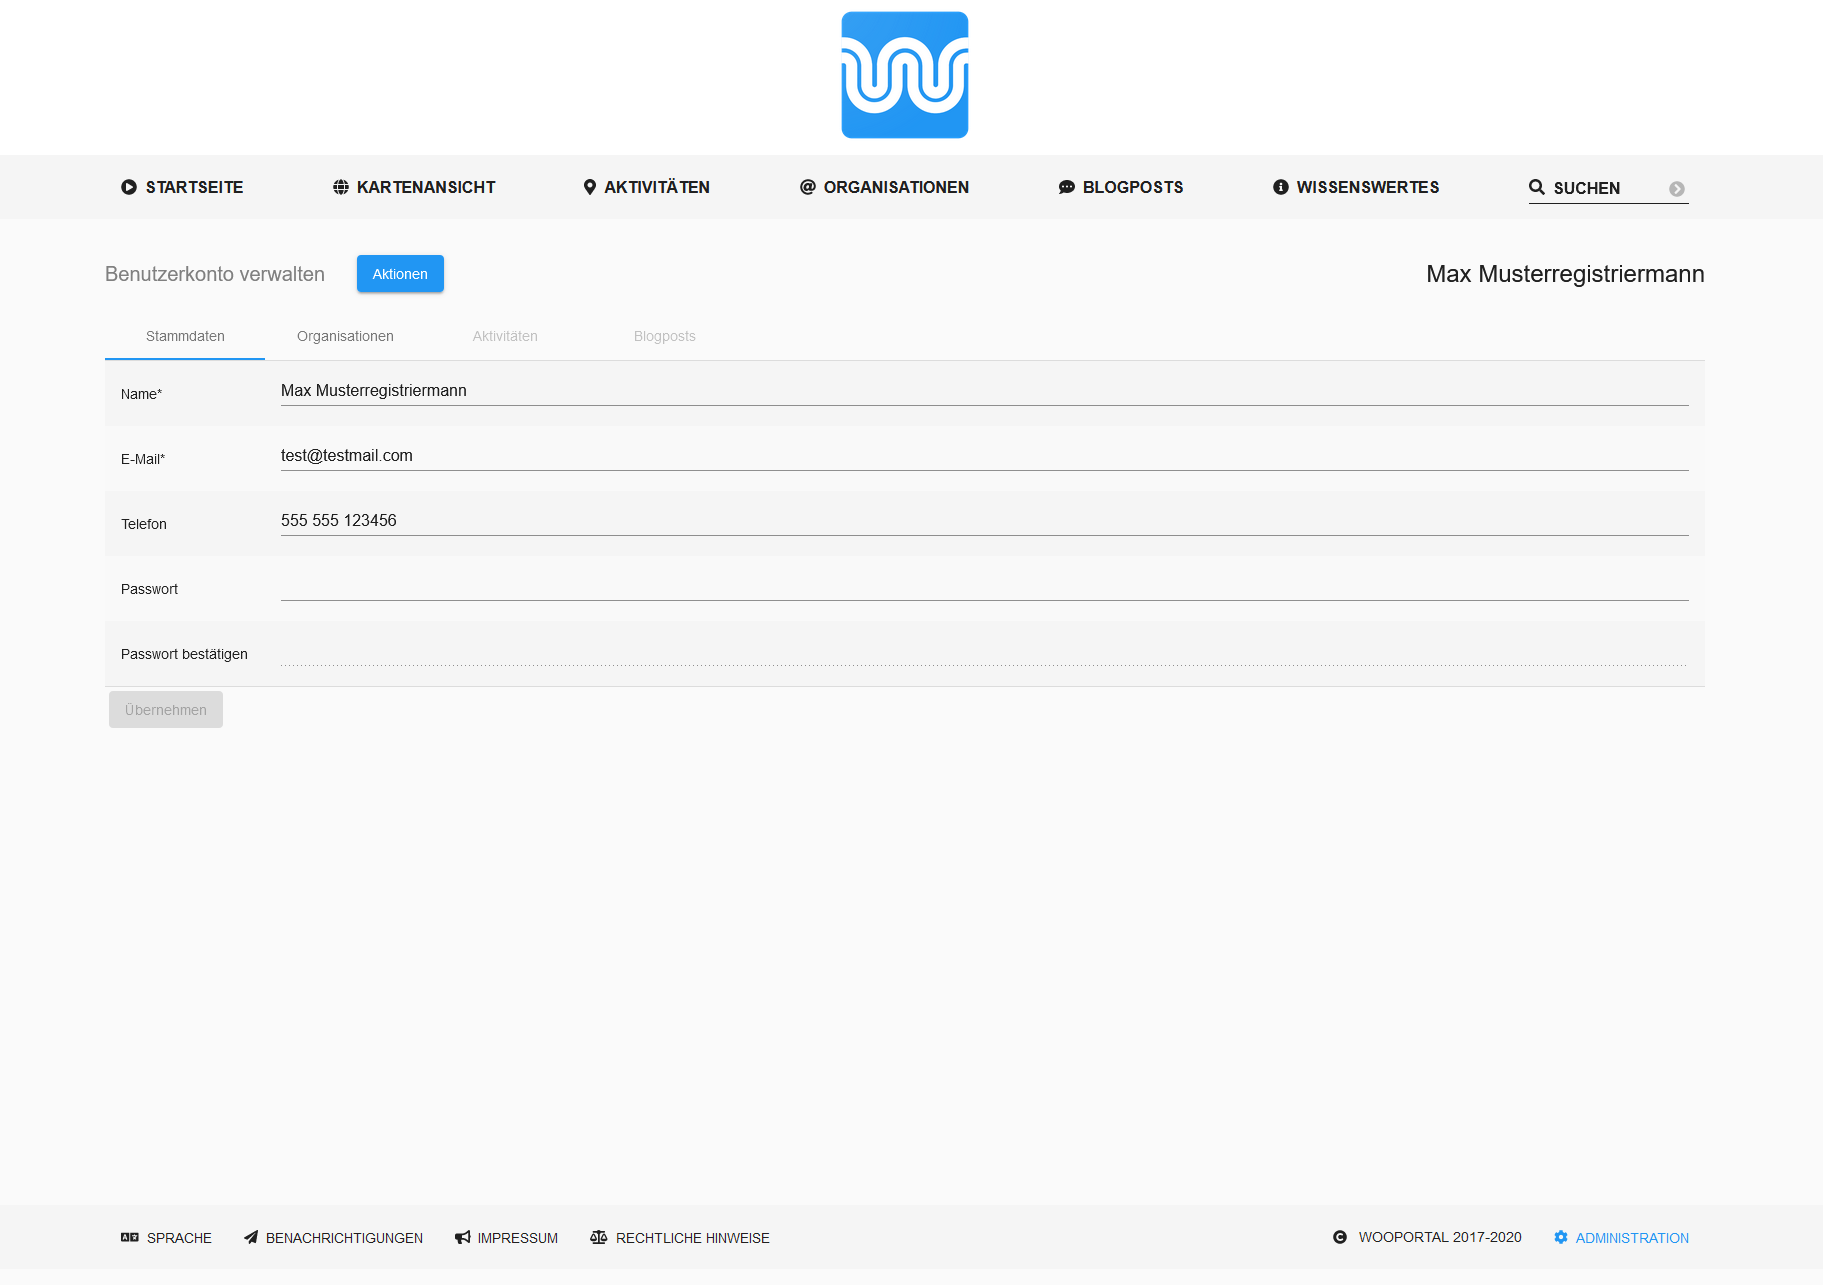 STARTSEITE KARTENANSICHT AKTIVITÄTEN ORGANISATIONEN BLOGPOSTS WISSENSWERTES SUCHEN
Benutzerkonto verwalten Aktionen Max Musterregistriermann
Stammdaten Organisationen Aktivitäten Blogposts
Name* Max Musterregistriermann
E-Mail* test@testmail.com
Telefon 555 555 123456
Passwort
Passwort bestätigen
Übernehmen
SPRACHE BENACHRICHTIGUNGEN IMPRESSUM RECHTLICHE HINWEISE WOOPORTAL 2017-2020 ADMINISTRATION